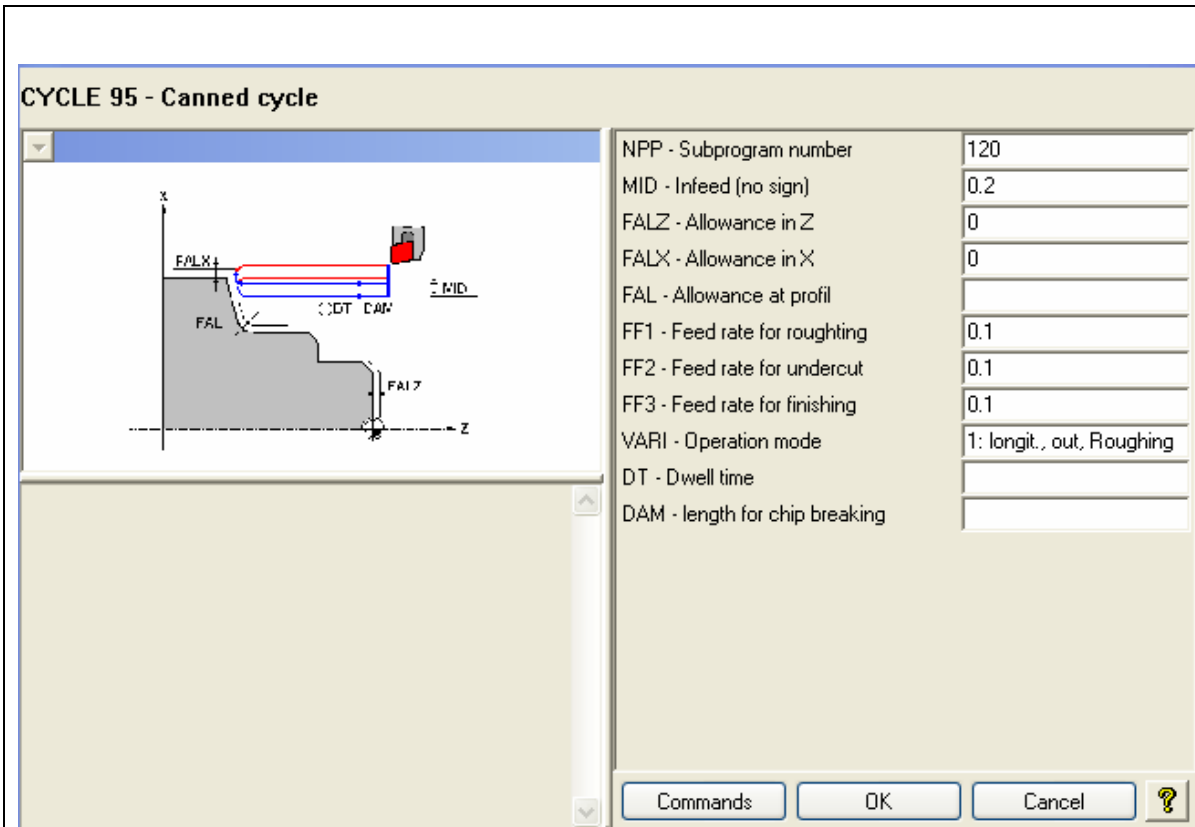 CYCLE 95 - Canned cycle
X
FALX
MID
DT DAM
FAL
FALZ
Z
NPP - Subprogram number 120
MID - Infeed (no sign) 0.2
FALZ - Allowance in Z 0
FALX - Allowance in X 0
FAL - Allowance at profil
FF1 - Feed rate for roughting 0.1
FF2 - Feed rate for undercut 0.1
FF3 - Feed rate for finishing 0.1
VARI - Operation mode 1: longit., out, Roughing
DT - Dwell time
DAM - length for chip breaking
Commands OK Cancel ?